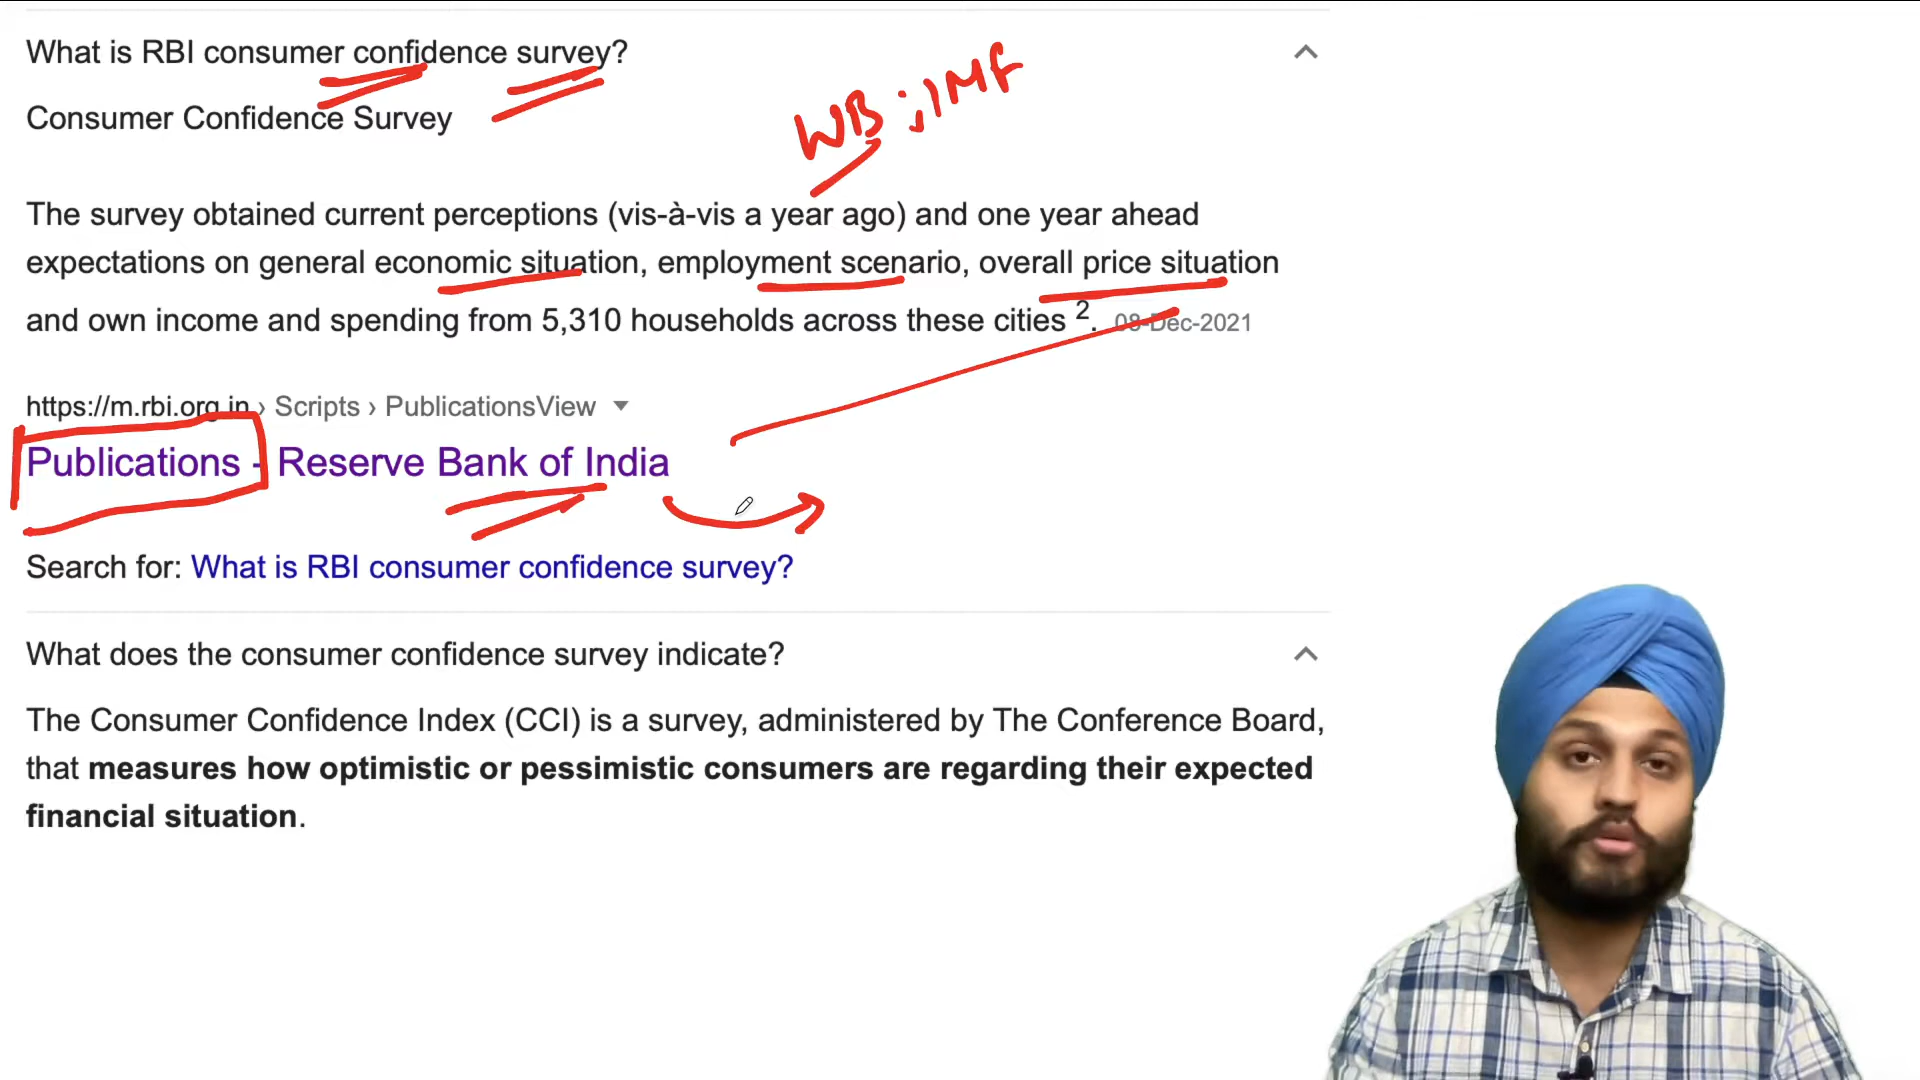 What is RBI consumer confidence survey?
WB ; IMF
Consumer Confidence Survey
The survey obtained current perceptions (vis-à-vis a year ago) and one year ahead
expectations on general economic situation, employment scenario, overall price situation
and own income and spending from 5,310 households across these cities 2. 08-Dec-2021
https://m.rbi.org.in › Scripts › PublicationsView
Publications - Reserve Bank of India
Search for: What is RBI consumer confidence survey?
What does the consumer confidence survey indicate?
The Consumer Confidence Index (CCI) is a survey, administered by The Conference Board,
that measures how optimistic or pessimistic consumers are regarding their expected
financial situation.